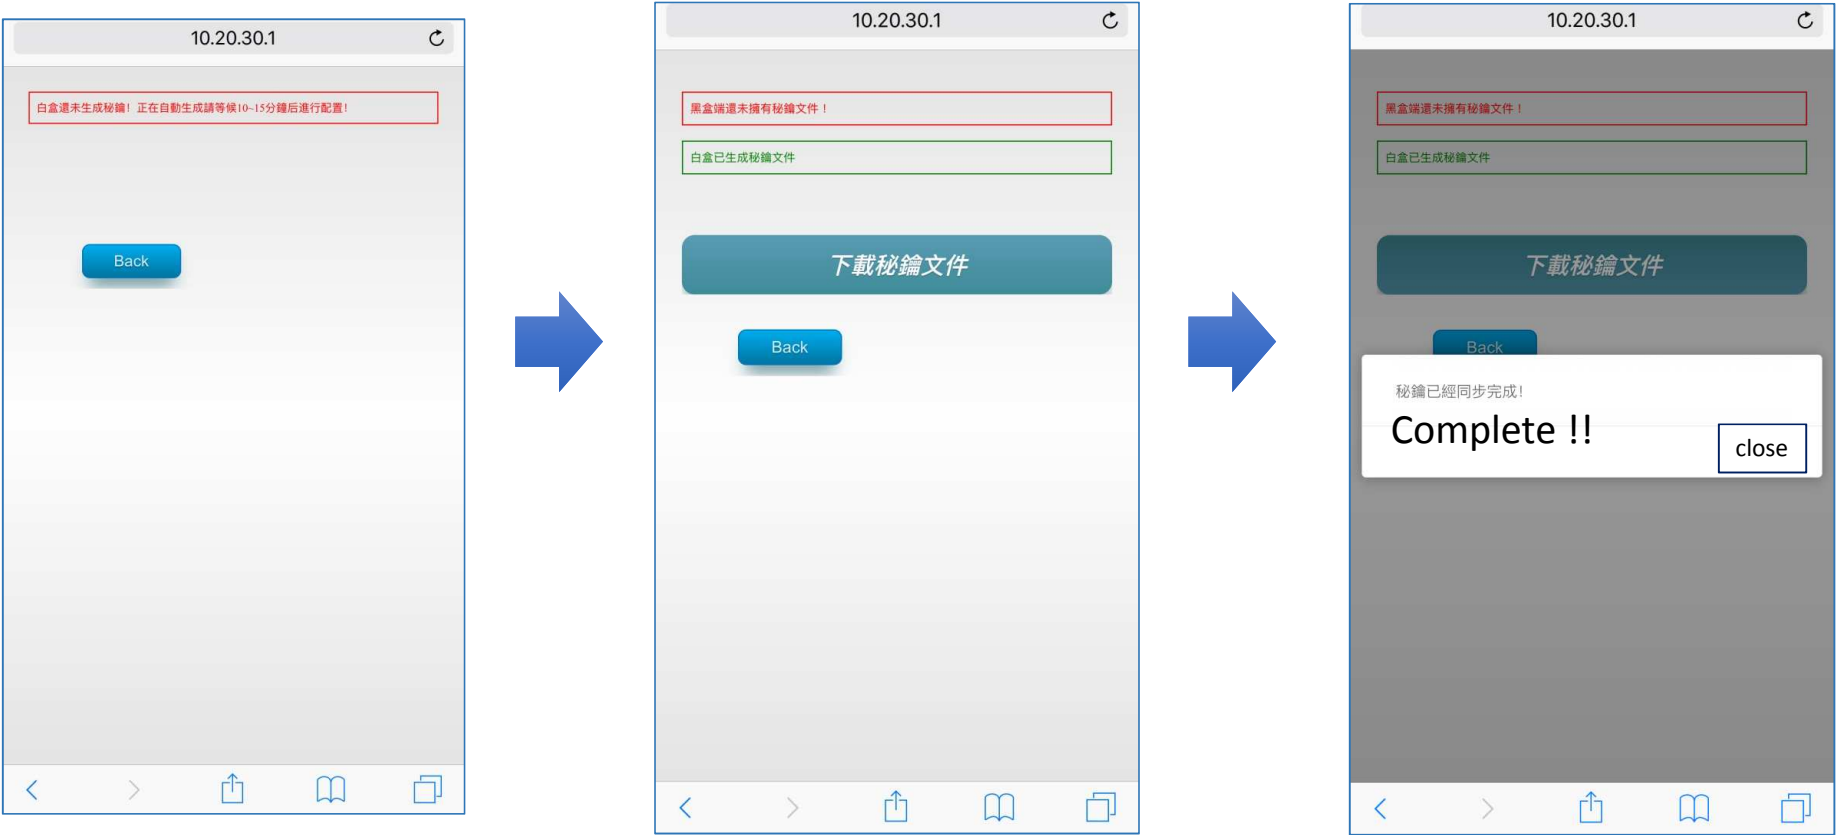 10.20.30.1
白盒還未生成秘鑰！正在自動生成請等候10~15分鐘后進行配置！
Back
10.20.30.1
黑盒端還未擁有秘鑰文件！
白盒已生成秘鑰文件
下載秘鑰文件
Back
10.20.30.1
黑盒端還未擁有秘鑰文件！
白盒已生成秘鑰文件
下載秘鑰文件
Back
秘鑰已經同步完成！
Complete !!
close